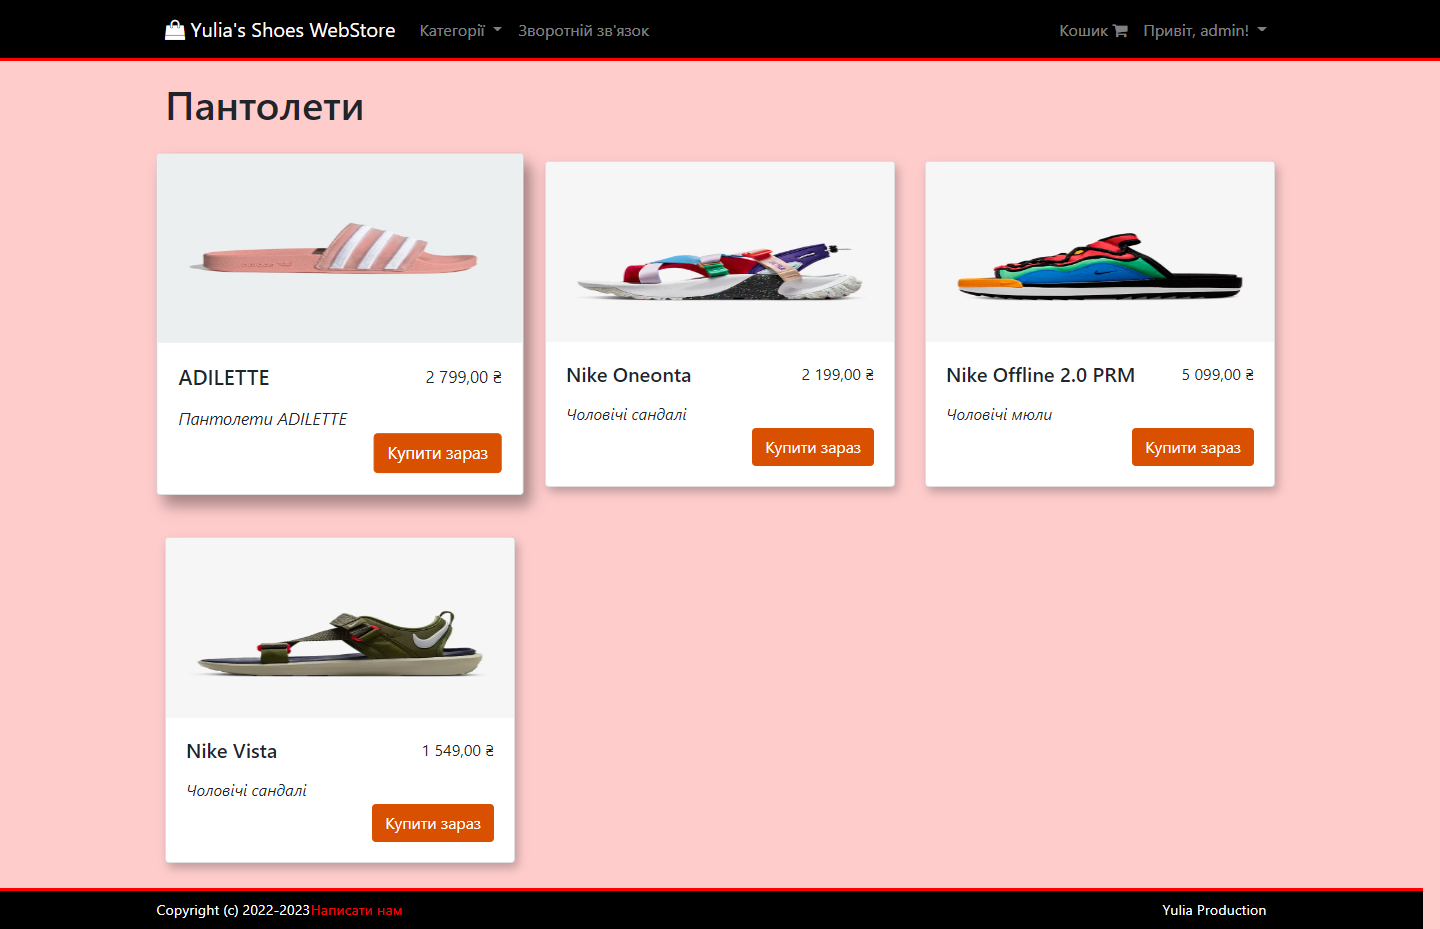 Yulia's Shoes WebStore Категорії Зворотній зв'язок Кошик Привіт, admin!
Пантолети
ADILETTE 2 799,00 ₴
Пантолети ADILETTE
Купити зараз
Nike Oneonta 2 199,00 ₴
Чоловічі сандалі
Купити зараз
Nike Offline 2.0 PRM 5 099,00 ₴
Чоловічі мюли
Купити зараз
Nike Vista 1 549,00 ₴
Чоловічі сандалі
Купити зараз
Copyright (c) 2022-2023Написати нам Yulia Production